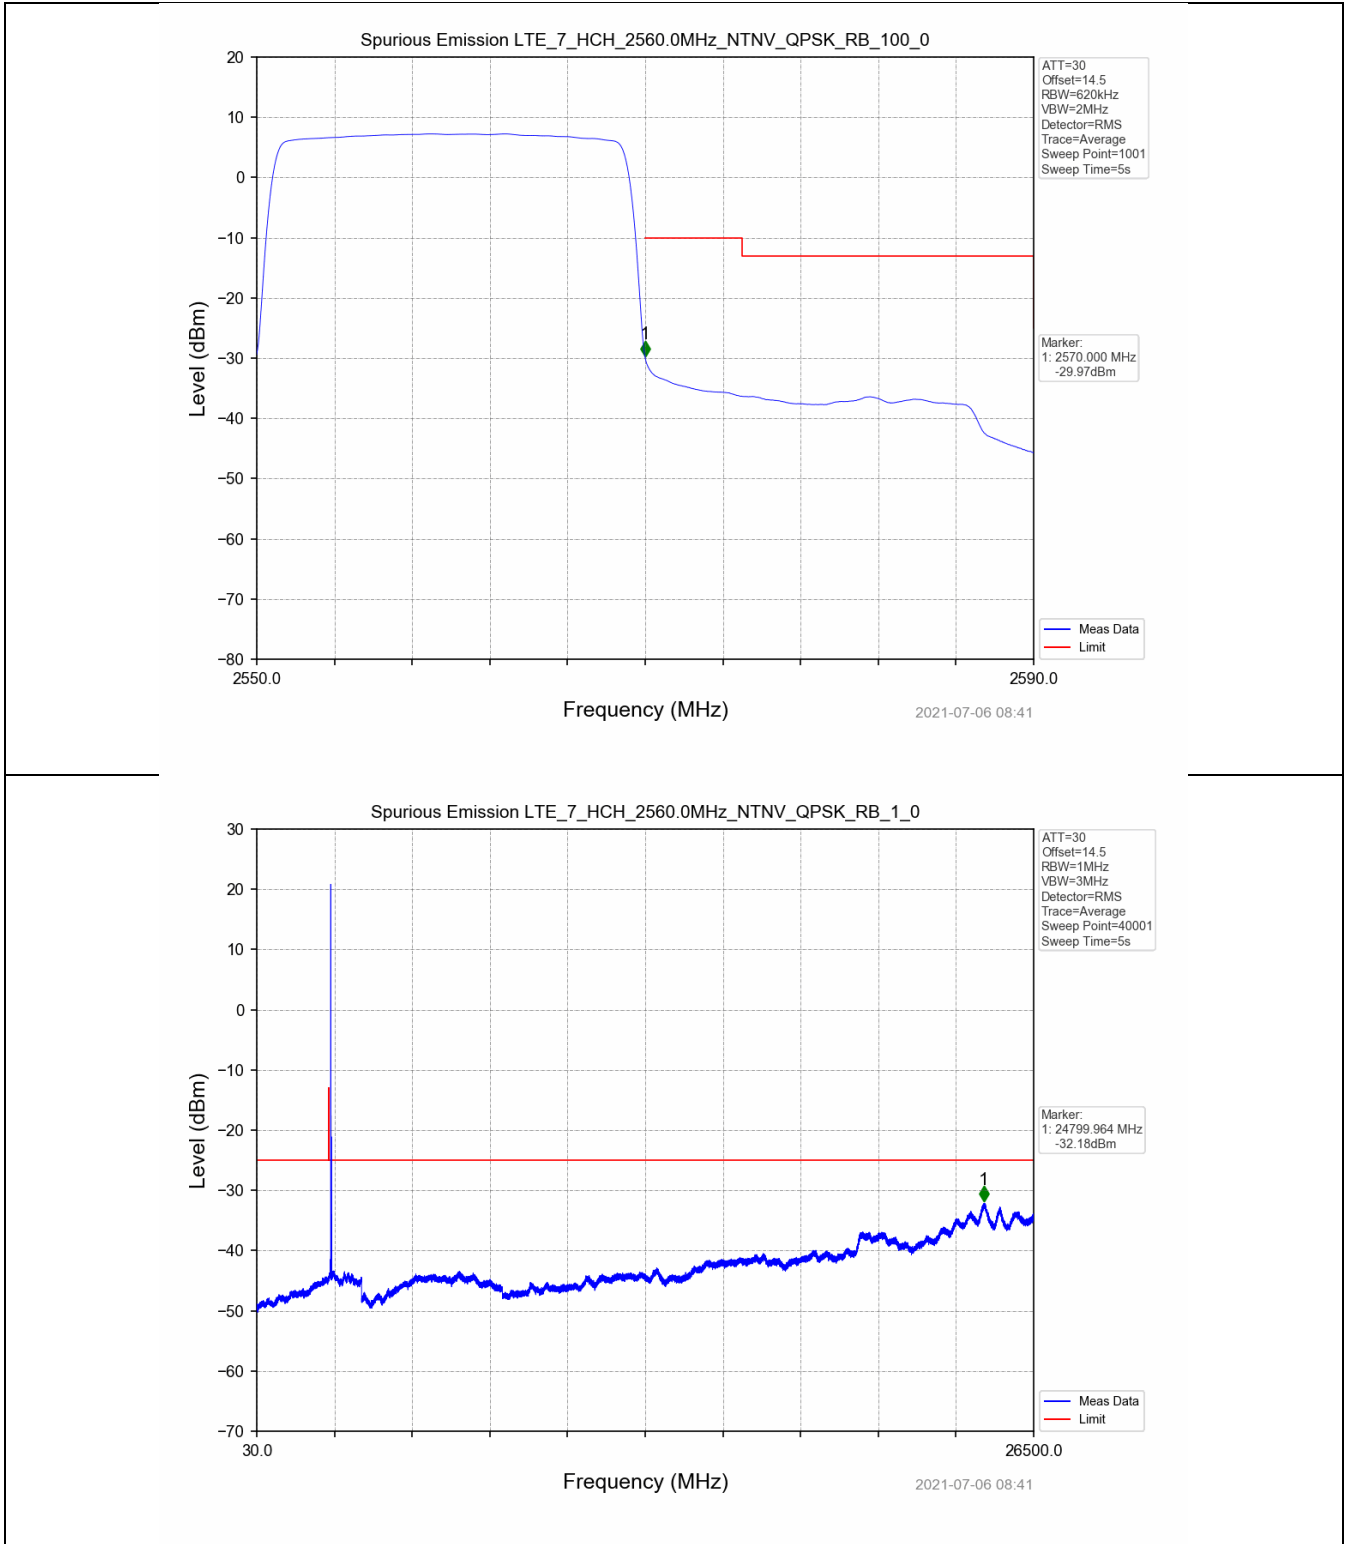 Spurious Emission LTE_7_HCH_2560.0MHz_NTNV_QPSK_RB_100_0
20
10
0
−10
−20
−30
−40
−50
−60
−70
−80
Level (dBm)
1
ATT=30
Offset=14.5
RBW=620kHz
VBW=2MHz
Detector=RMS
Trace=Average
Sweep Point=1001
Sweep Time=5s
Marker:
1: 2570.000 MHz
-29.97dBm
Meas Data
Limit
2550.0
2590.0
Frequency (MHz)
2021-07-06 08:41
Spurious Emission LTE_7_HCH_2560.0MHz_NTNV_QPSK_RB_1_0
30
20
10
0
−10
−20
−30
−40
−50
−60
−70
Level (dBm)
1
ATT=30
Offset=14.5
RBW=1MHz
VBW=3MHz
Detector=RMS
Trace=Average
Sweep Point=40001
Sweep Time=5s
Marker:
1: 24799.964 MHz
-32.18dBm
Meas Data
Limit
30.0
26500.0
Frequency (MHz)
2021-07-06 08:41